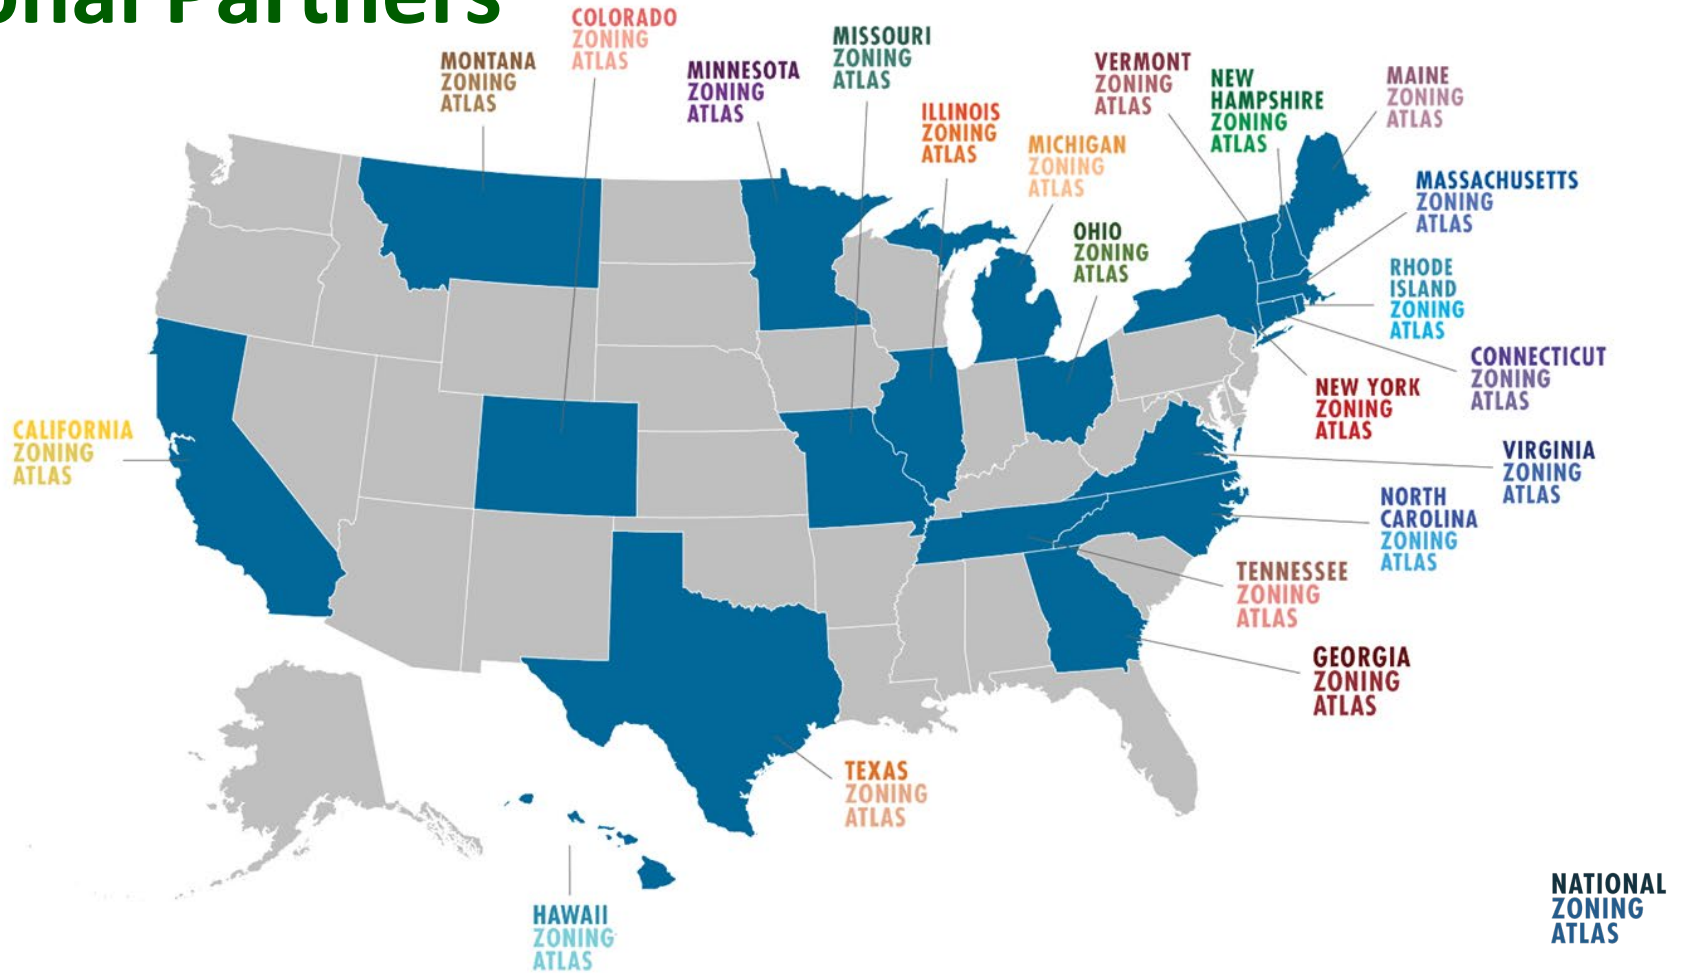 onal Partners
COLORADO
ZONING
ATLAS
MISSOURI
ZONING
ATLAS
MONTANA
ZONING
ATLAS
MINNESOTA
ZONING
ATLAS
VERMONT
ZONING
ATLAS
NEW
HAMPSHIRE
ZONING
ATLAS
MAINE
ZONING
ATLAS
ILLINOIS
ZONING
ATLAS
MICHIGAN
ZONING
ATLAS
MASSACHUSETTS
ZONING
ATLAS
OHIO
ZONING
ATLAS
RHODE
ISLAND
ZONING
ATLAS
CONNECTICUT
ZONING
ATLAS
NEW YORK
ZONING
ATLAS
CALIFORNIA
ZONING
ATLAS
VIRGINIA
ZONING
ATLAS
NORTH
CAROLINA
ZONING
ATLAS
TENNESSEE
ZONING
ATLAS
GEORGIA
ZONING
ATLAS
TEXAS
ZONING
ATLAS
HAWAII
ZONING
ATLAS
NATIONAL
ZONING
ATLAS